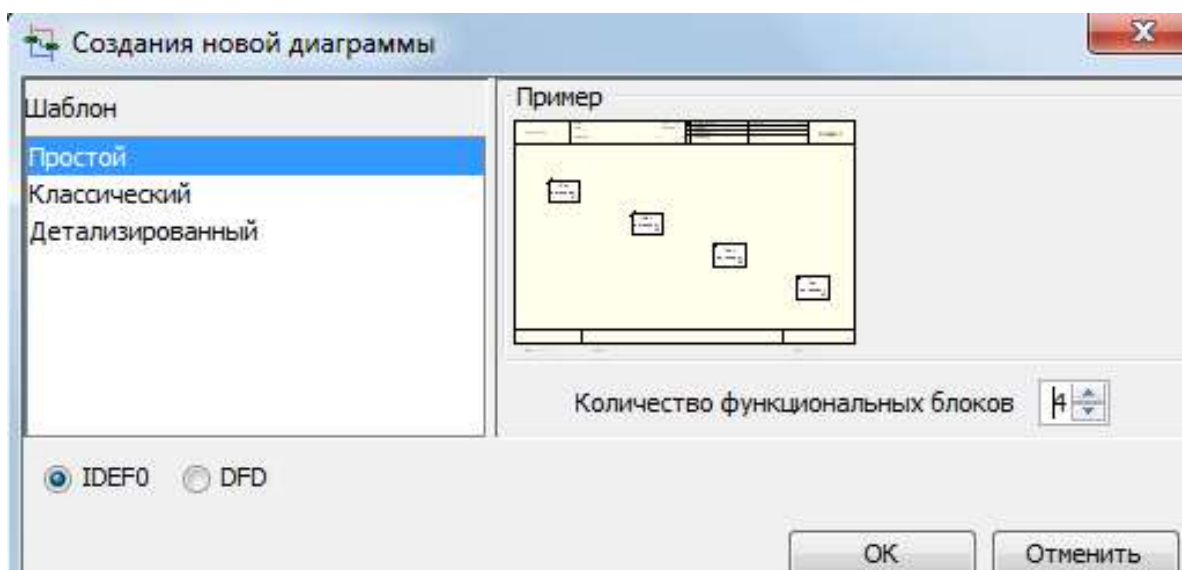 Создания новой диаграммы
Шаблон
Простой
Классический
Детализированный
Пример
Количество функциональных блоков 4
IDEF0 DFD
OK Отменить